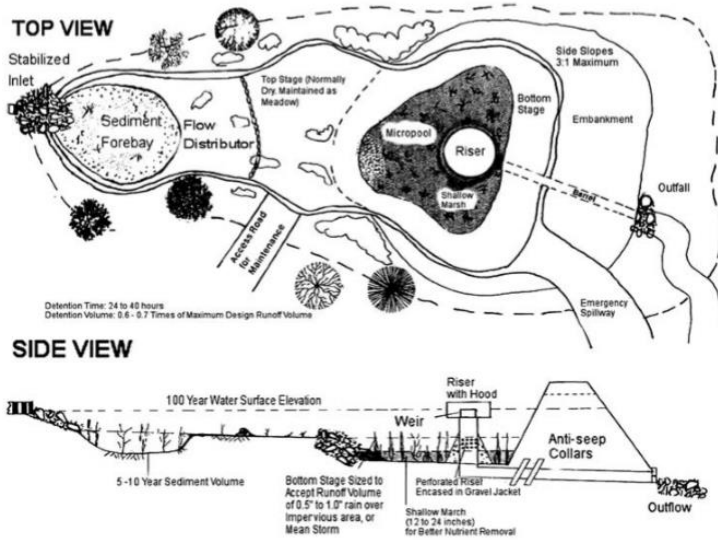 TOP VIEW
Stabilized
Inlet
Sediment
Forebay
Flow
Distributor
Top Stage (Normally
Dry. Maintained as
Meadow)
Micropool
Riser
Shallow
Marsh
Bottom
Stage
Side Slopes
3:1 Maximum
Embankment
Barrel
Outfall
Access Road
for
Maintenance
Emergency
Spillway
Detention Time: 24 to 40 hours
Detention Volume: 0.6 - 0.7 Times of Maximum Design Runoff Volume
SIDE VIEW
100 Year Water Surface Elevation
Riser
with Hood
Weir
Anti-seep
Collars
5 -10 Year Sediment Volume
Bottom Stage Sized to
Accept Runoff Volume
of 0.5" to 1.0" rain over
Impervious area, or
Mean Storm
Perforated Riser
Encased in Gravel Jacket
Shallow March
(12 to 24 inches)
for Better Nutrient Removal
Outflow